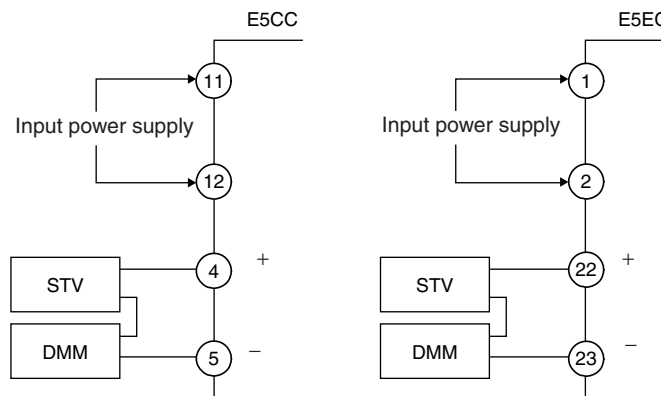 E5CC
11
Input power supply
12
STV
4
+
DMM
5
−
E5EC
1
Input power supply
2
STV
22
+
DMM
23
−